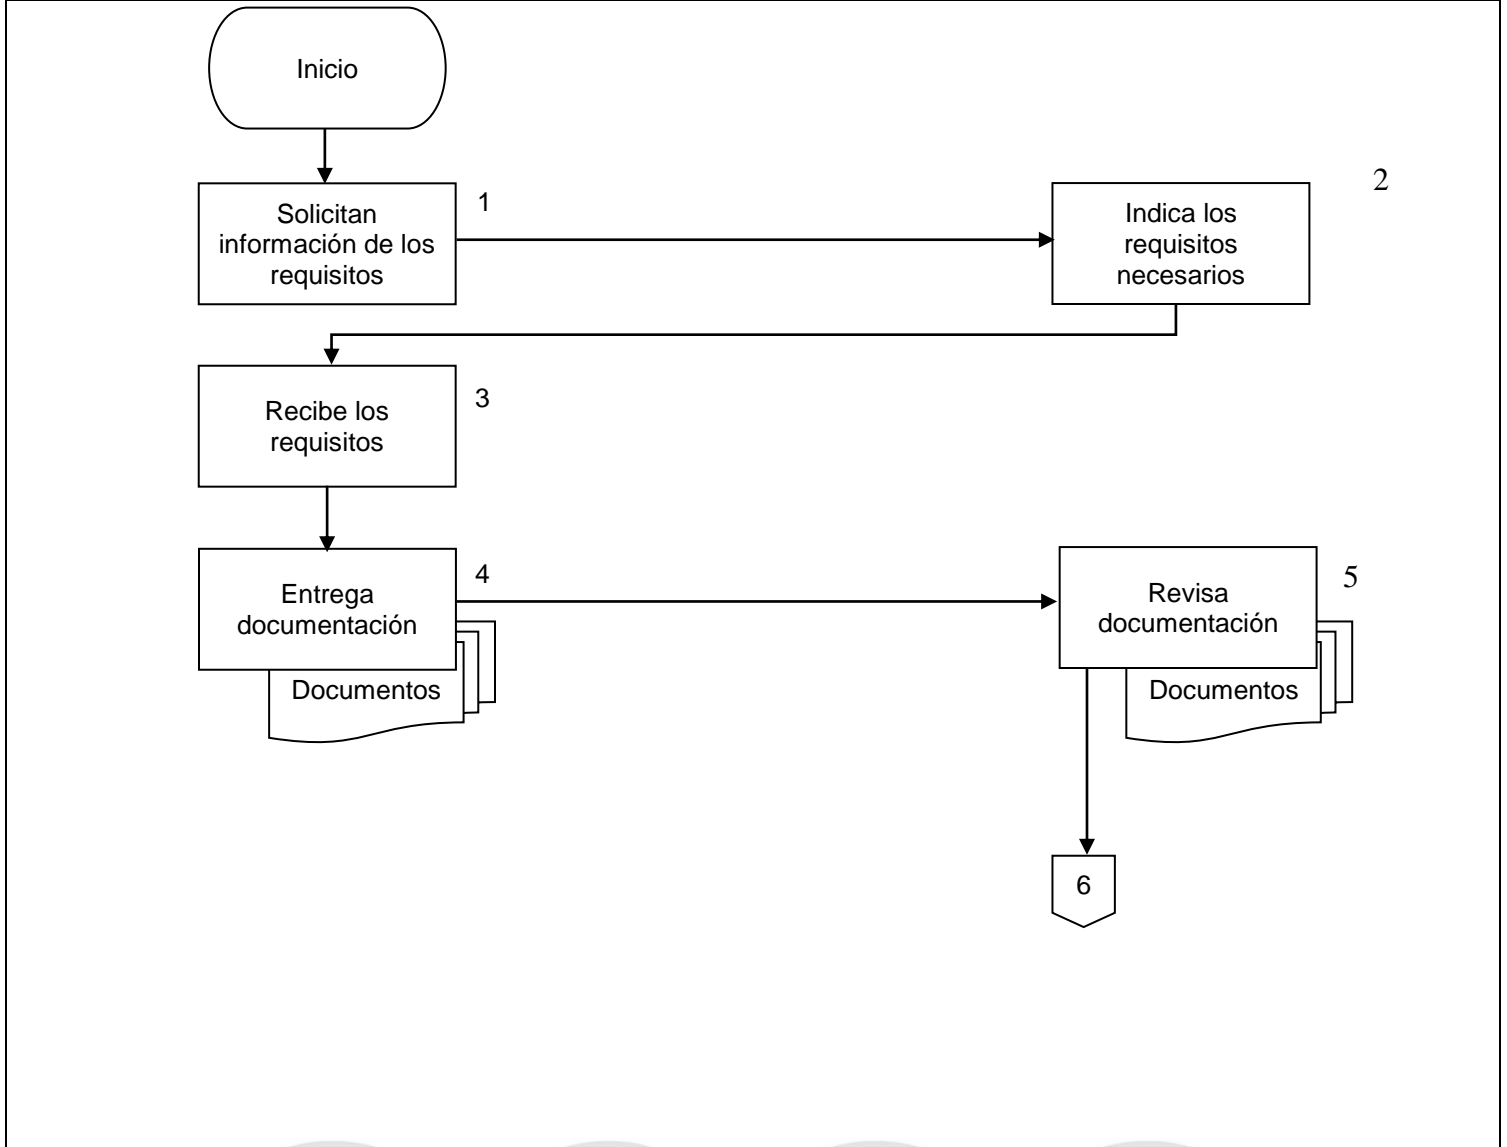 Inicio
1
Solicitan
información de los
requisitos
2
Indica los
requisitos
necesarios
3
Recibe los
requisitos
4
Entrega
documentación
Documentos
5
Revisa
documentación
Documentos
6